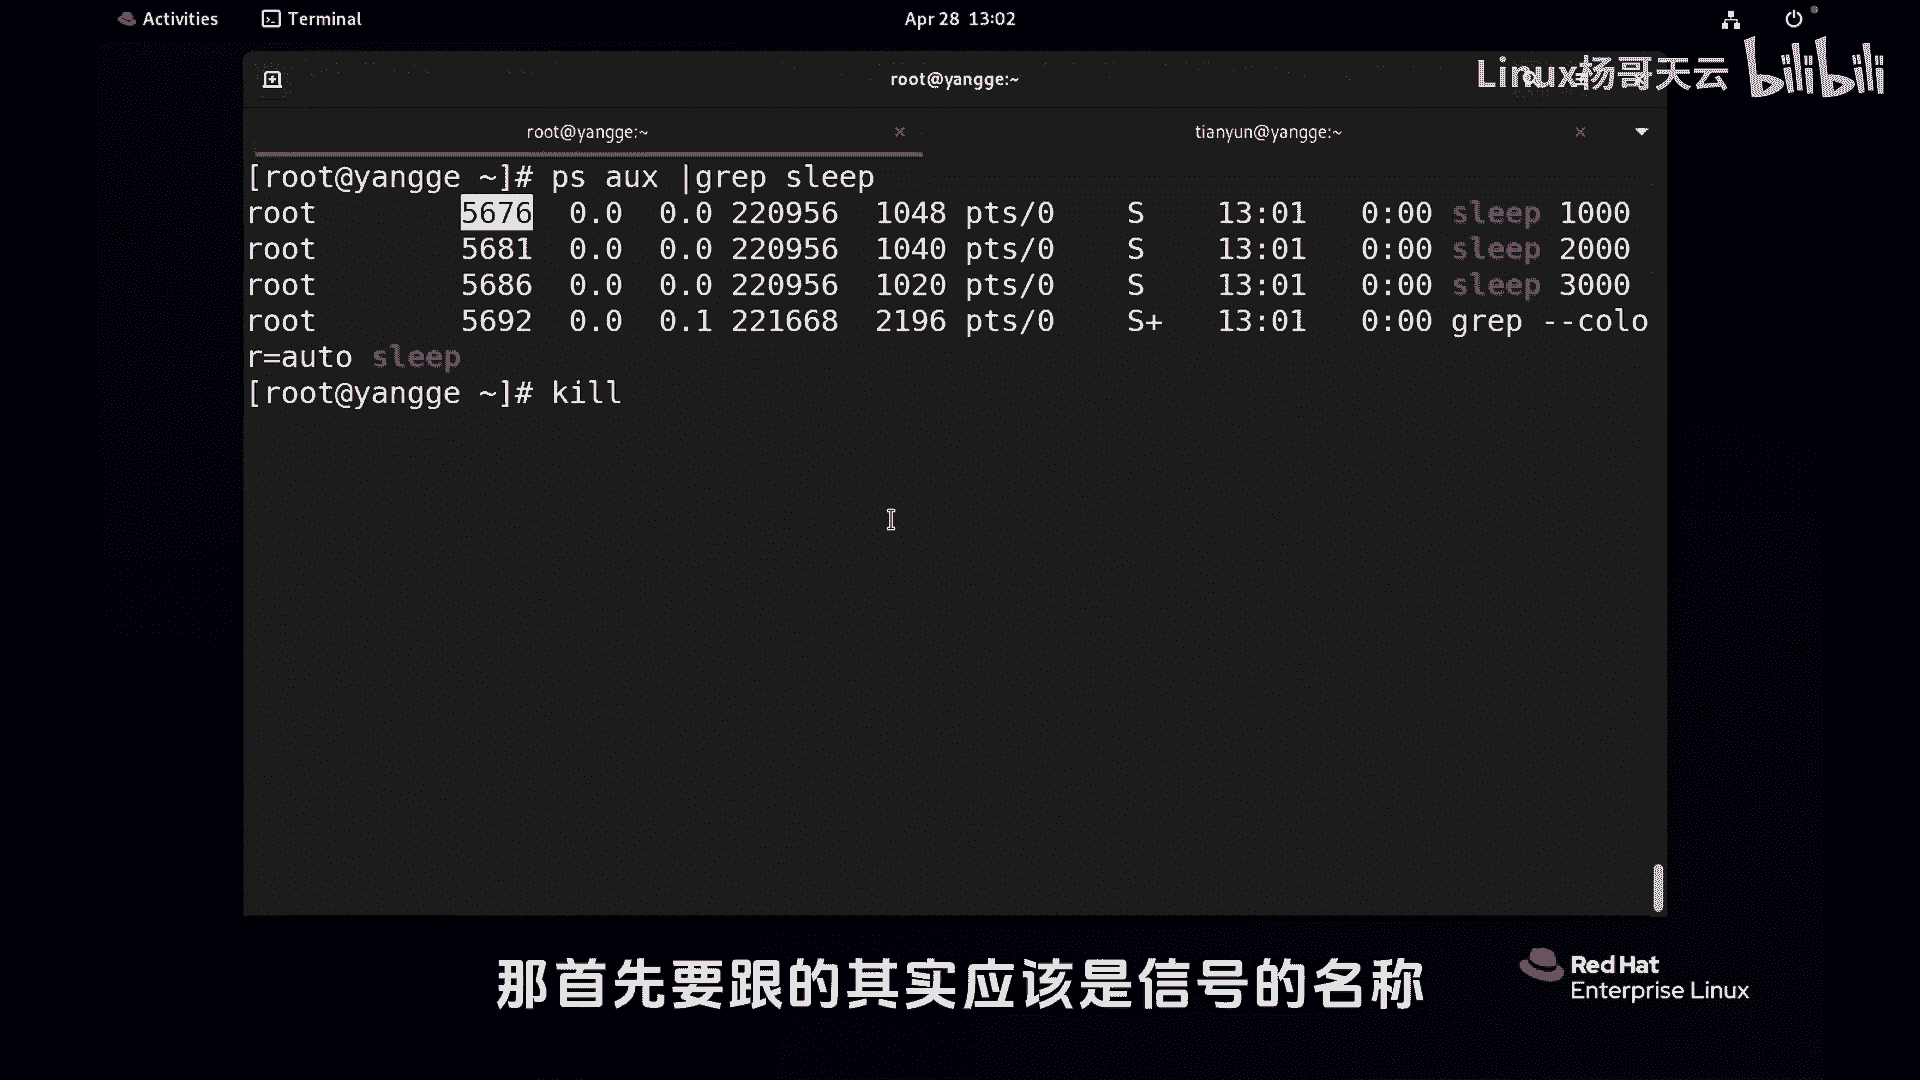 Activities
Terminal
Apr 28 13:02
root@yangge:~
Linux杨哥天云 bilibili
root@yangge:~ ×
tianyun@yangge:~ ×
[root@yangge ~]# ps aux |grep sleep
root 5676 0.0 0.0 220956 1048 pts/0 S 13:01 0:00 sleep 1000
root 5681 0.0 0.0 220956 1040 pts/0 S 13:01 0:00 sleep 2000
root 5686 0.0 0.0 220956 1020 pts/0 S 13:01 0:00 sleep 3000
root 5692 0.0 0.1 221668 2196 pts/0 S+ 13:01 0:00 grep --colo
r=auto sleep
[root@yangge ~]# kill
那首先要跟的其实应该是信号的名称
Red Hat
Enterprise Linux